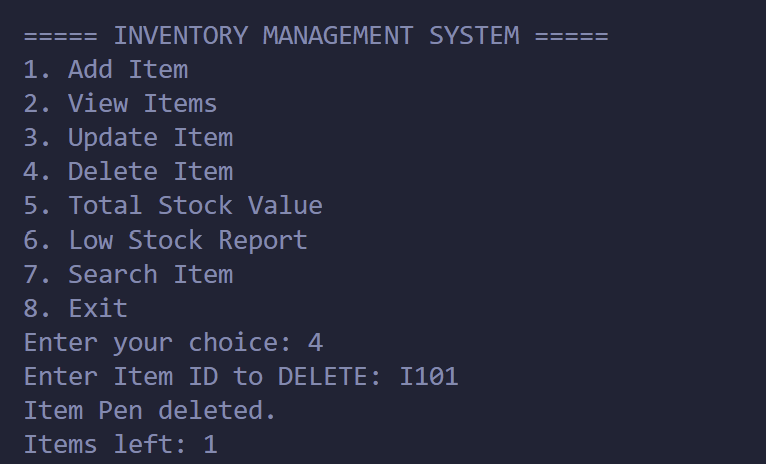 ===== INVENTORY MANAGEMENT SYSTEM =====
1. Add Item
2. View Items
3. Update Item
4. Delete Item
5. Total Stock Value
6. Low Stock Report
7. Search Item
8. Exit
Enter your choice: 4
Enter Item ID to DELETE: I101
Item Pen deleted.
Items left: 1